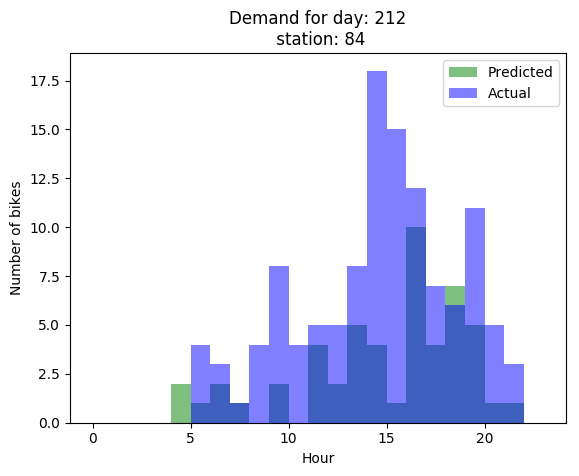 Demand for day: 212
station: 84
Predicted
Actual
17.5
15.0
12.5
10.0
7.5
5.0
2.5
0.0
Number of bikes
0 5 10 15 20
Hour